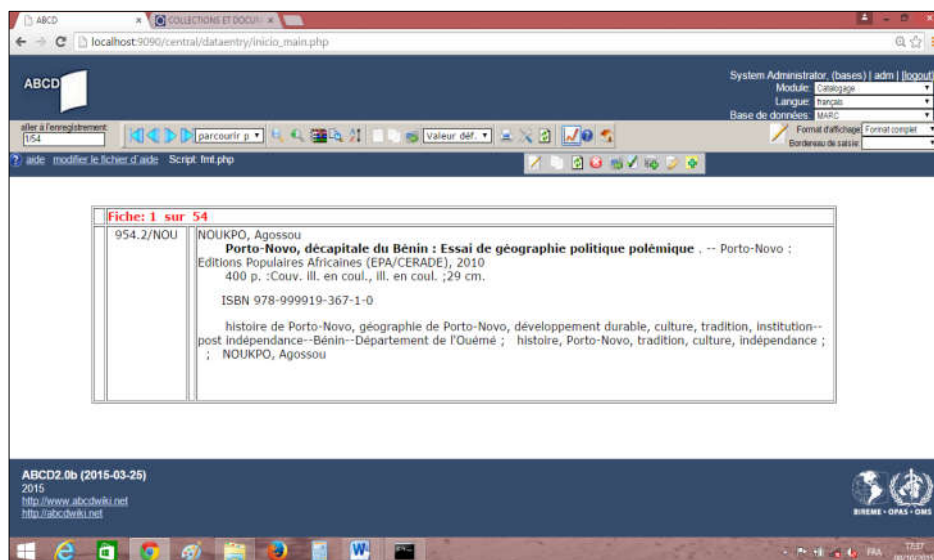 ABCD
COLLECTIONS ET DOCU
localhost:9090/central/dataentry/inicio_main.php
ABCD
System Administrator, (bases) | adm | [logout]
Module: Catalogage
Langue: français
Base de données: MARC
aller à l'enregistrement:
1/54
parcourir p
Valeur déf.
Format d'affichage: Format complet
Bordereau de saisie:
aide modifier le fichier d'aide Script: fmt.php
Fiche: 1 sur 54
954.2/NOU
NOUKPO, Agossou
Porto-Novo, décapitale du Bénin : Essai de géographie politique polémique . -- Porto-Novo :
Editions Populaires Africaines (EPA/CERADE), 2010
400 p. :Couv. ill. en coul., ill. en coul. ;29 cm.
ISBN 978-999919-367-1-0
histoire de Porto-Novo, géographie de Porto-Novo, développement durable, culture, tradition, institution--
post indépendance--Bénin--Département de l'Ouémé ; histoire, Porto-Novo, tradition, culture, indépendance ;
; NOUKPO, Agossou
ABCD2.0b (2015-03-25)
2015
http://www.abcdwiki.net
http://abcdwiki.net
BIREME • OPAS • OMS
FRA
17:37